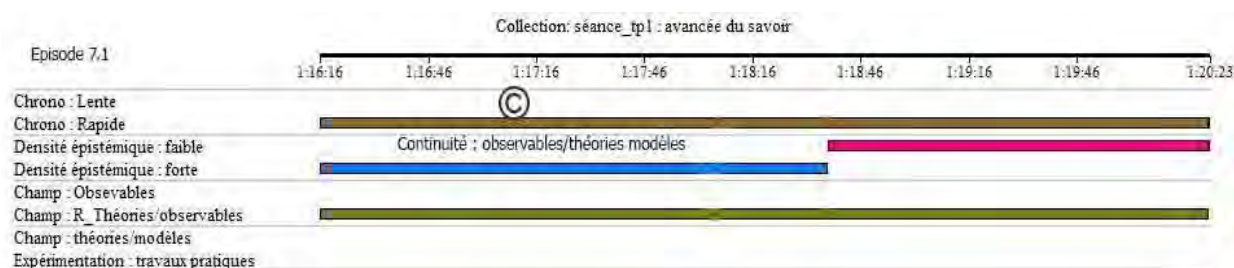 Collection: séance_tp1 : avancée du savoir
Episode 7.1
1:16:16 1:16:46 1:17:16 1:17:46 1:18:16 1:18:46 1:19:16 1:19:46 1:20:23
Chrono : Lente
©
Chrono : Rapide
Densité épistémique : faible
Continuité : observables/théories modèles
Densité épistémique : forte
Champ : Obsevables
Champ : R_Théories/observables
Champ : théories/modèles
Expérimentation : travaux pratiques